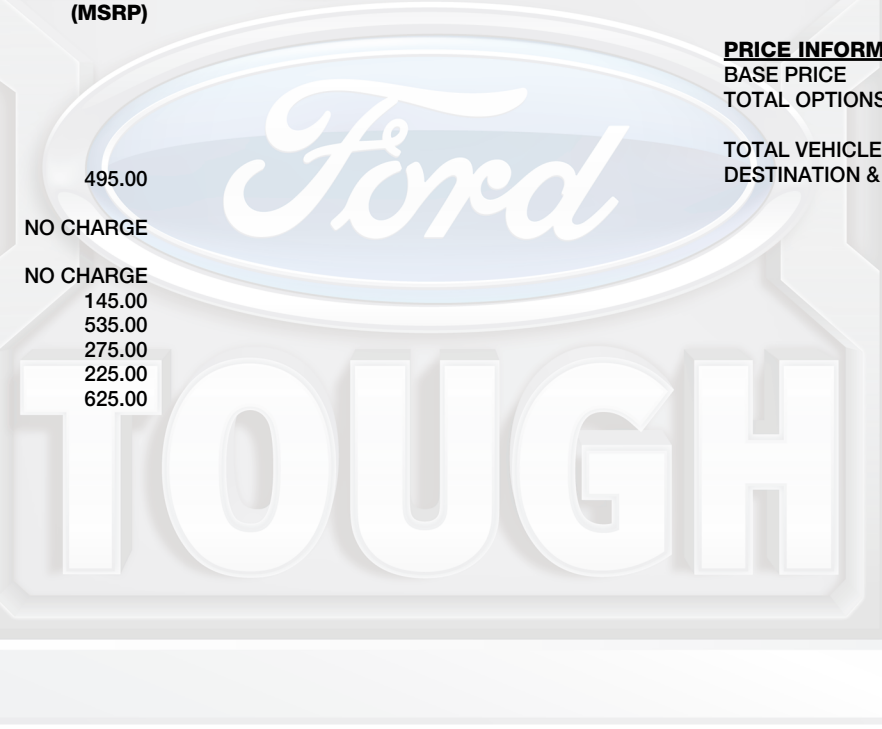 (MSRP)
495.00
NO CHARGE
NO CHARGE
145.00
535.00
275.00
225.00
625.00
PRICE INFORM
BASE PRICE
TOTAL OPTIONS
TOTAL VEHICLE
DESTINATION &
Ford
TOUGH